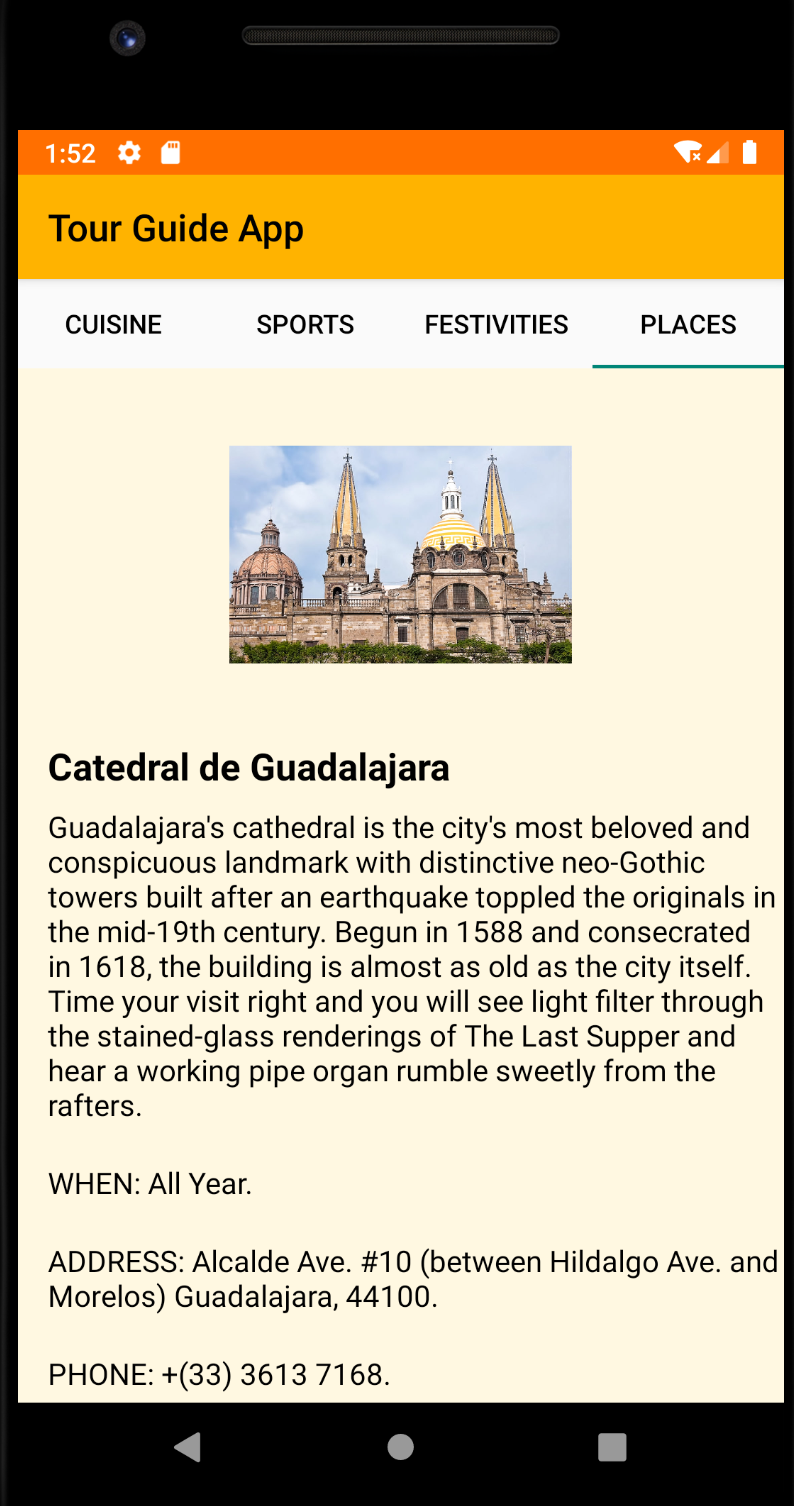 1:52
Tour Guide App
CUISINE SPORTS FESTIVITIES PLACES
Catedral de Guadalajara
Guadalajara's cathedral is the city's most beloved and
conspicuous landmark with distinctive neo-Gothic
towers built after an earthquake toppled the originals in
the mid-19th century. Begun in 1588 and consecrated
in 1618, the building is almost as old as the city itself.
Time your visit right and you will see light filter through
the stained-glass renderings of The Last Supper and
hear a working pipe organ rumble sweetly from the
rafters.
WHEN: All Year.
ADDRESS: Alcalde Ave. #10 (between Hildalgo Ave. and
Morelos) Guadalajara, 44100.
PHONE: +(33) 3613 7168.